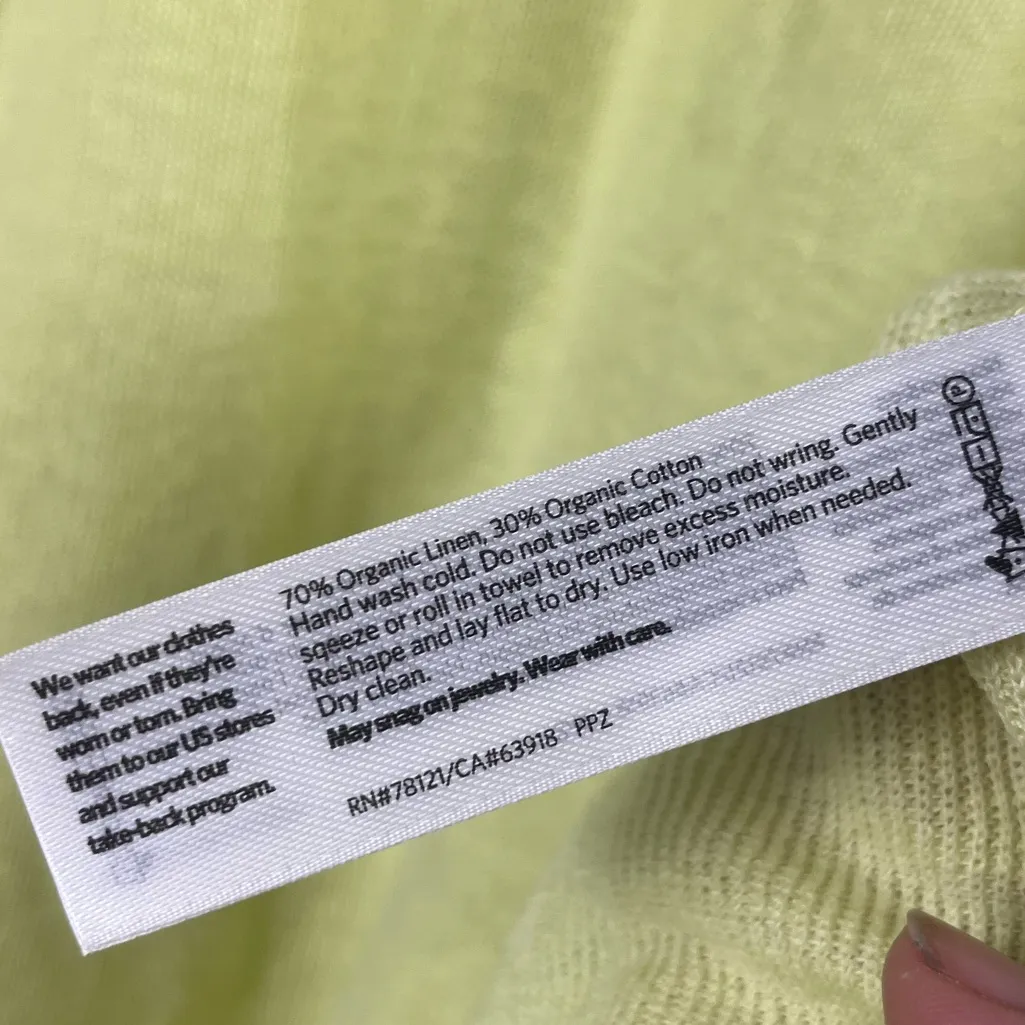 We want our clothes
back, even if they're
worn or torn. Bring
them to our US stores
and support our
take-back program.
70% Organic Linen, 30% Organic Cotton
Hand wash cold. Do not use bleach. Do not wring. Gently
sqeeze or roll in towel to remove excess moisture.
Reshape and lay flat to dry. Use low iron when needed.
Dry clean.
May snag on jewelry. Wear with care.
RN#78121/CA#63918 PPZ
P